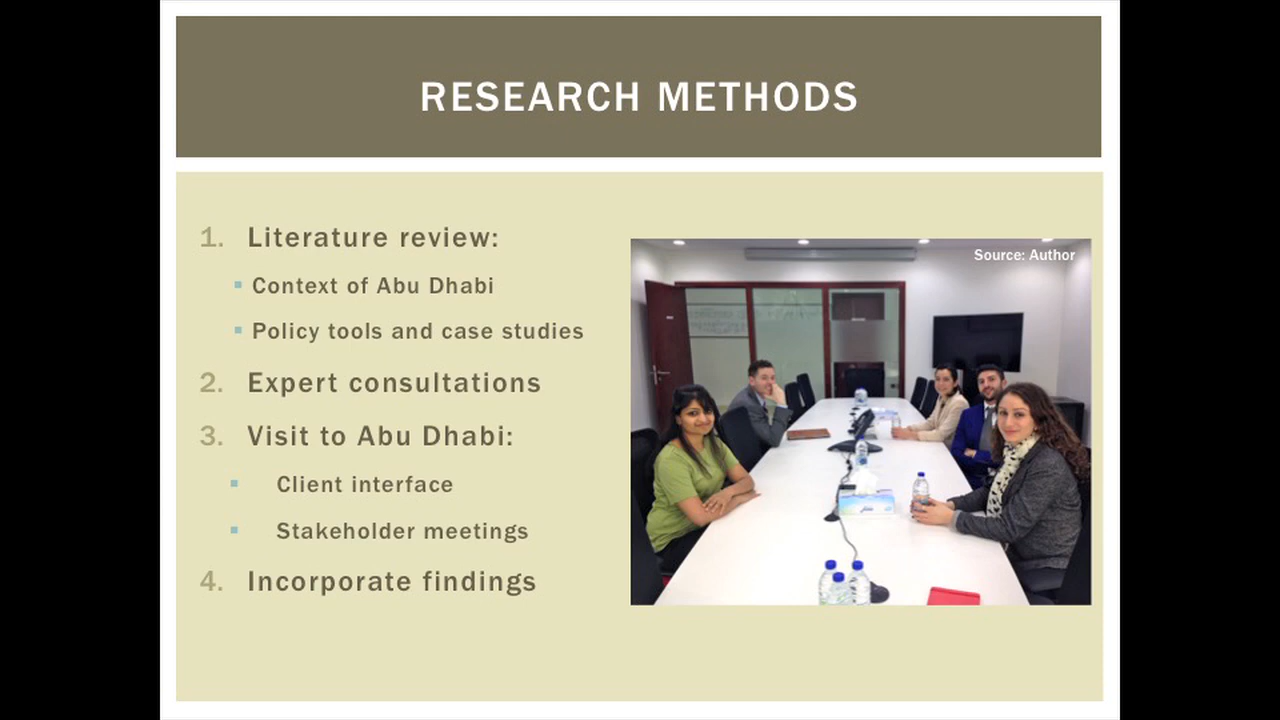 RESEARCH METHODS
1. Literature review:
▪ Context of Abu Dhabi
▪ Policy tools and case studies
2. Expert consultations
3. Visit to Abu Dhabi:
▪ Client interface
▪ Stakeholder meetings
4. Incorporate findings
Source: Author